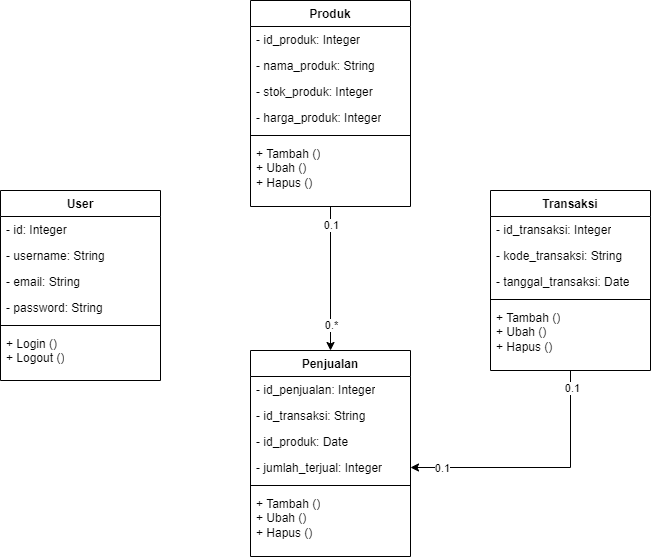 Produk
- id_produk: Integer
- nama_produk: String
- stok_produk: Integer
- harga_produk: Integer
+ Tambah ()
+ Ubah ()
+ Hapus ()
User
- id: Integer
- username: String
- email: String
- password: String
+ Login ()
+ Logout ()
0.1
0.*
Transaksi
- id_transaksi: Integer
- kode_transaksi: String
- tanggal_transaksi: Date
+ Tambah ()
+ Ubah ()
+ Hapus ()
Penjualan
- id_penjualan: Integer
- id_transaksi: String
- id_produk: Date
- jumlah_terjual: Integer
+ Tambah ()
+ Ubah ()
+ Hapus ()
0.1
0.1